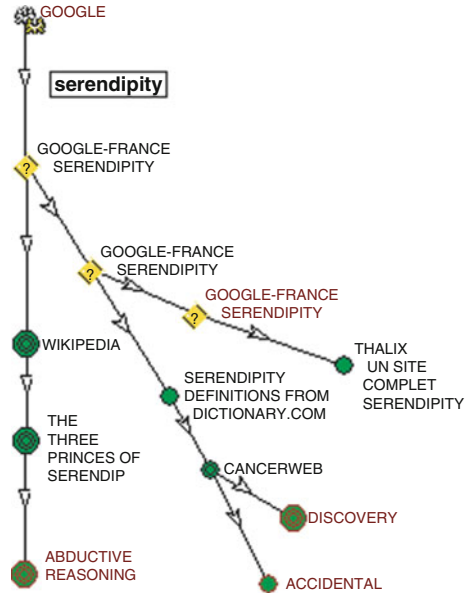 GOOGLE
serendipity
GOOGLE-FRANCE
SERENDIPITY
?
GOOGLE-FRANCE
SERENDIPITY
?
GOOGLE-FRANCE
SERENDIPITY
?
WIKIPEDIA
THALIX
UN SITE
COMPLET
SERENDIPITY
SERENDIPITY
DEFINITIONS FROM
DICTIONARY.COM
THE
THREE
PRINCES OF
SERENDIP
CANCERWEB
DISCOVERY
ABDUCTIVE
REASONING
ACCIDENTAL